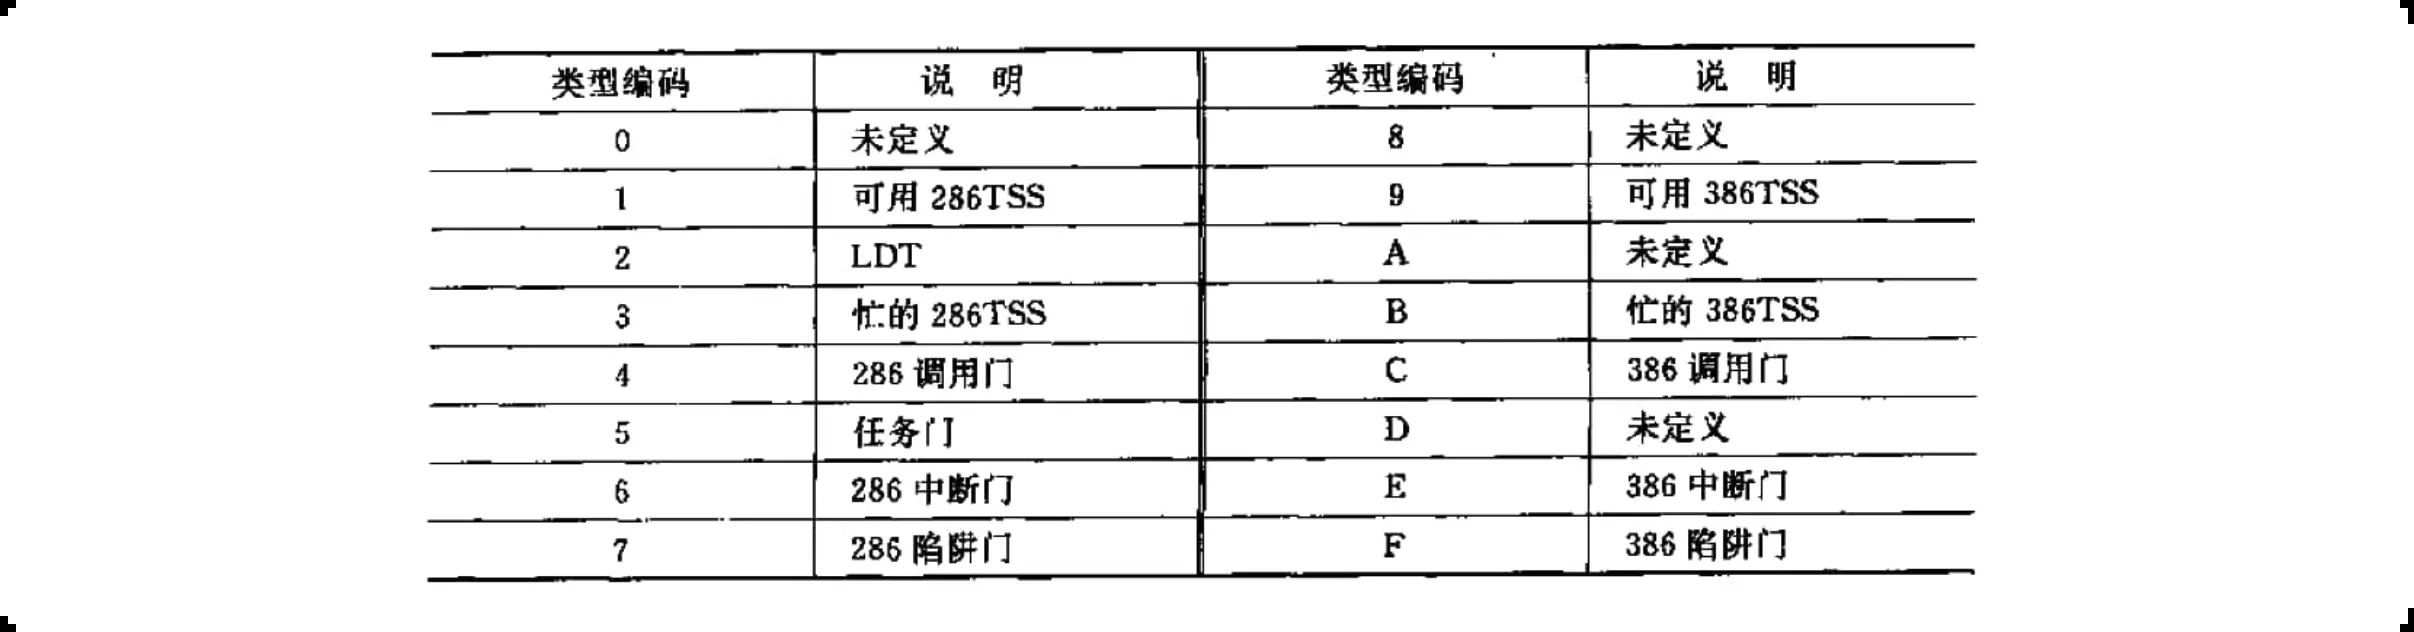 类型编码 说 明 类型编码 说 明
0 未定义 8 未定义
1 可用 286TSS 9 可用 386TSS
2 LDT A 未定义
3 忙的 286TSS B 忙的 386TSS
4 286 调用门 C 386 调用门
5 任务门 D 未定义
6 286 中断门 E 386 中断门
7 286 陷阱门 F 386 陷阱门